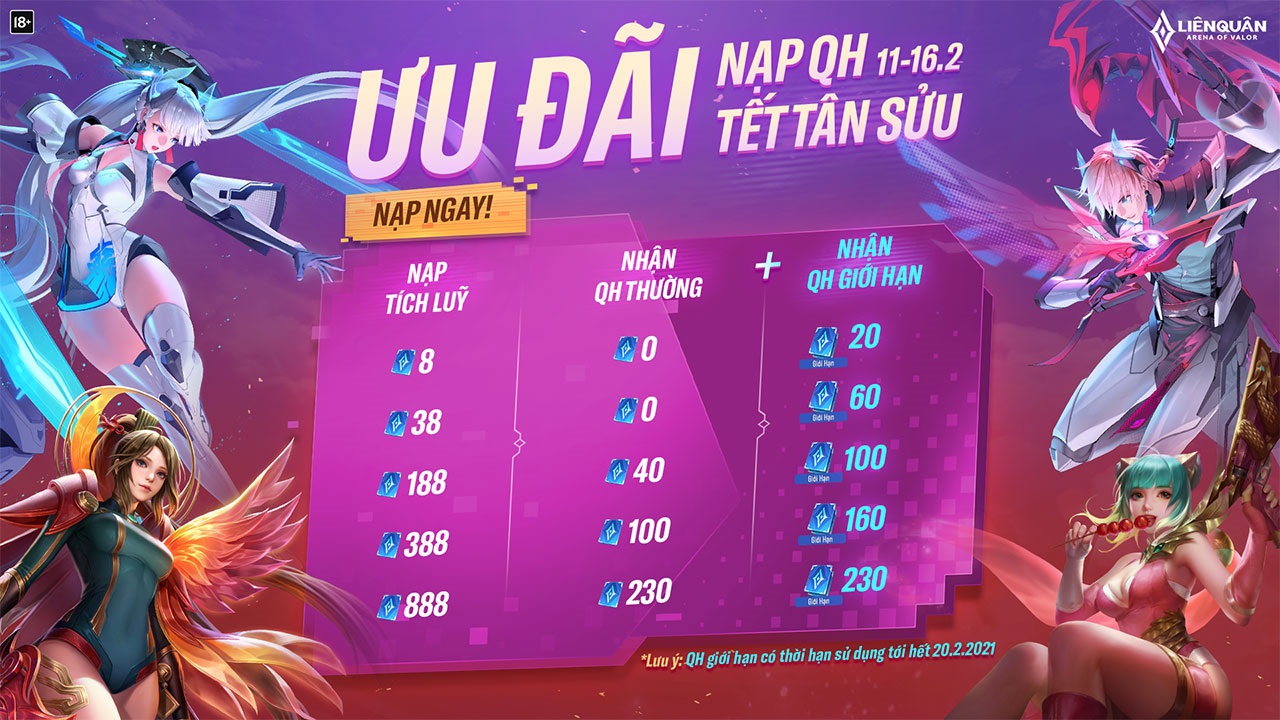 18+
LIÊNQUÂN
ARENA OF VALOR
ƯU ĐÃI
NẠP QH 11-16.2
TẾT TÂN SỬU
NẠP NGAY!
NẠP
TÍCH LUỸ
NHẬN
QH THƯỜNG
+
NHẬN
QH GIỚI HẠN
8 0 20
Giới Hạn
38 0 60
Giới Hạn
188 40 100
Giới Hạn
388 100 160
Giới Hạn
888 230 230
Giới Hạn
*Lưu ý: QH giới hạn có thời hạn sử dụng tới hết 20.2.2021